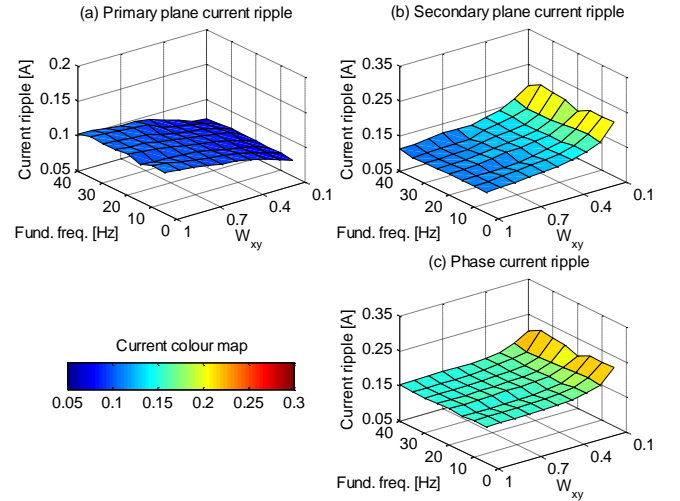 (a) Primary plane current ripple
Current ripple [A]
0.2
0.15
0.1
0.05
40
30
20
10
0
Fund. freq. [Hz]
1
0.7
0.4
0.1
W_xy
(b) Secondary plane current ripple
Current ripple [A]
0.35
0.25
0.15
0.05
40
30
20
10
0
Fund. freq. [Hz]
1
0.7
0.4
0.1
W_xy
Current colour map
0.05 0.1 0.15 0.2 0.25 0.3
(c) Phase current ripple
Current ripple [A]
0.35
0.25
0.15
0.05
40
30
20
10
0
Fund. freq. [Hz]
1
0.7
0.4
0.1
W_xy